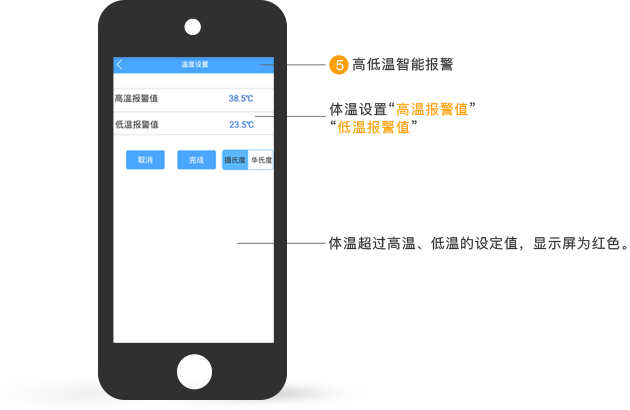 温度设置
高温报警值 38.5℃
低温报警值 23.5℃
取消 完成 摄氏度 华氏度
5 高低温智能报警
体温设置“高温报警值”
“低温报警值”
体温超过高温、低温的设定值，显示屏为红色。